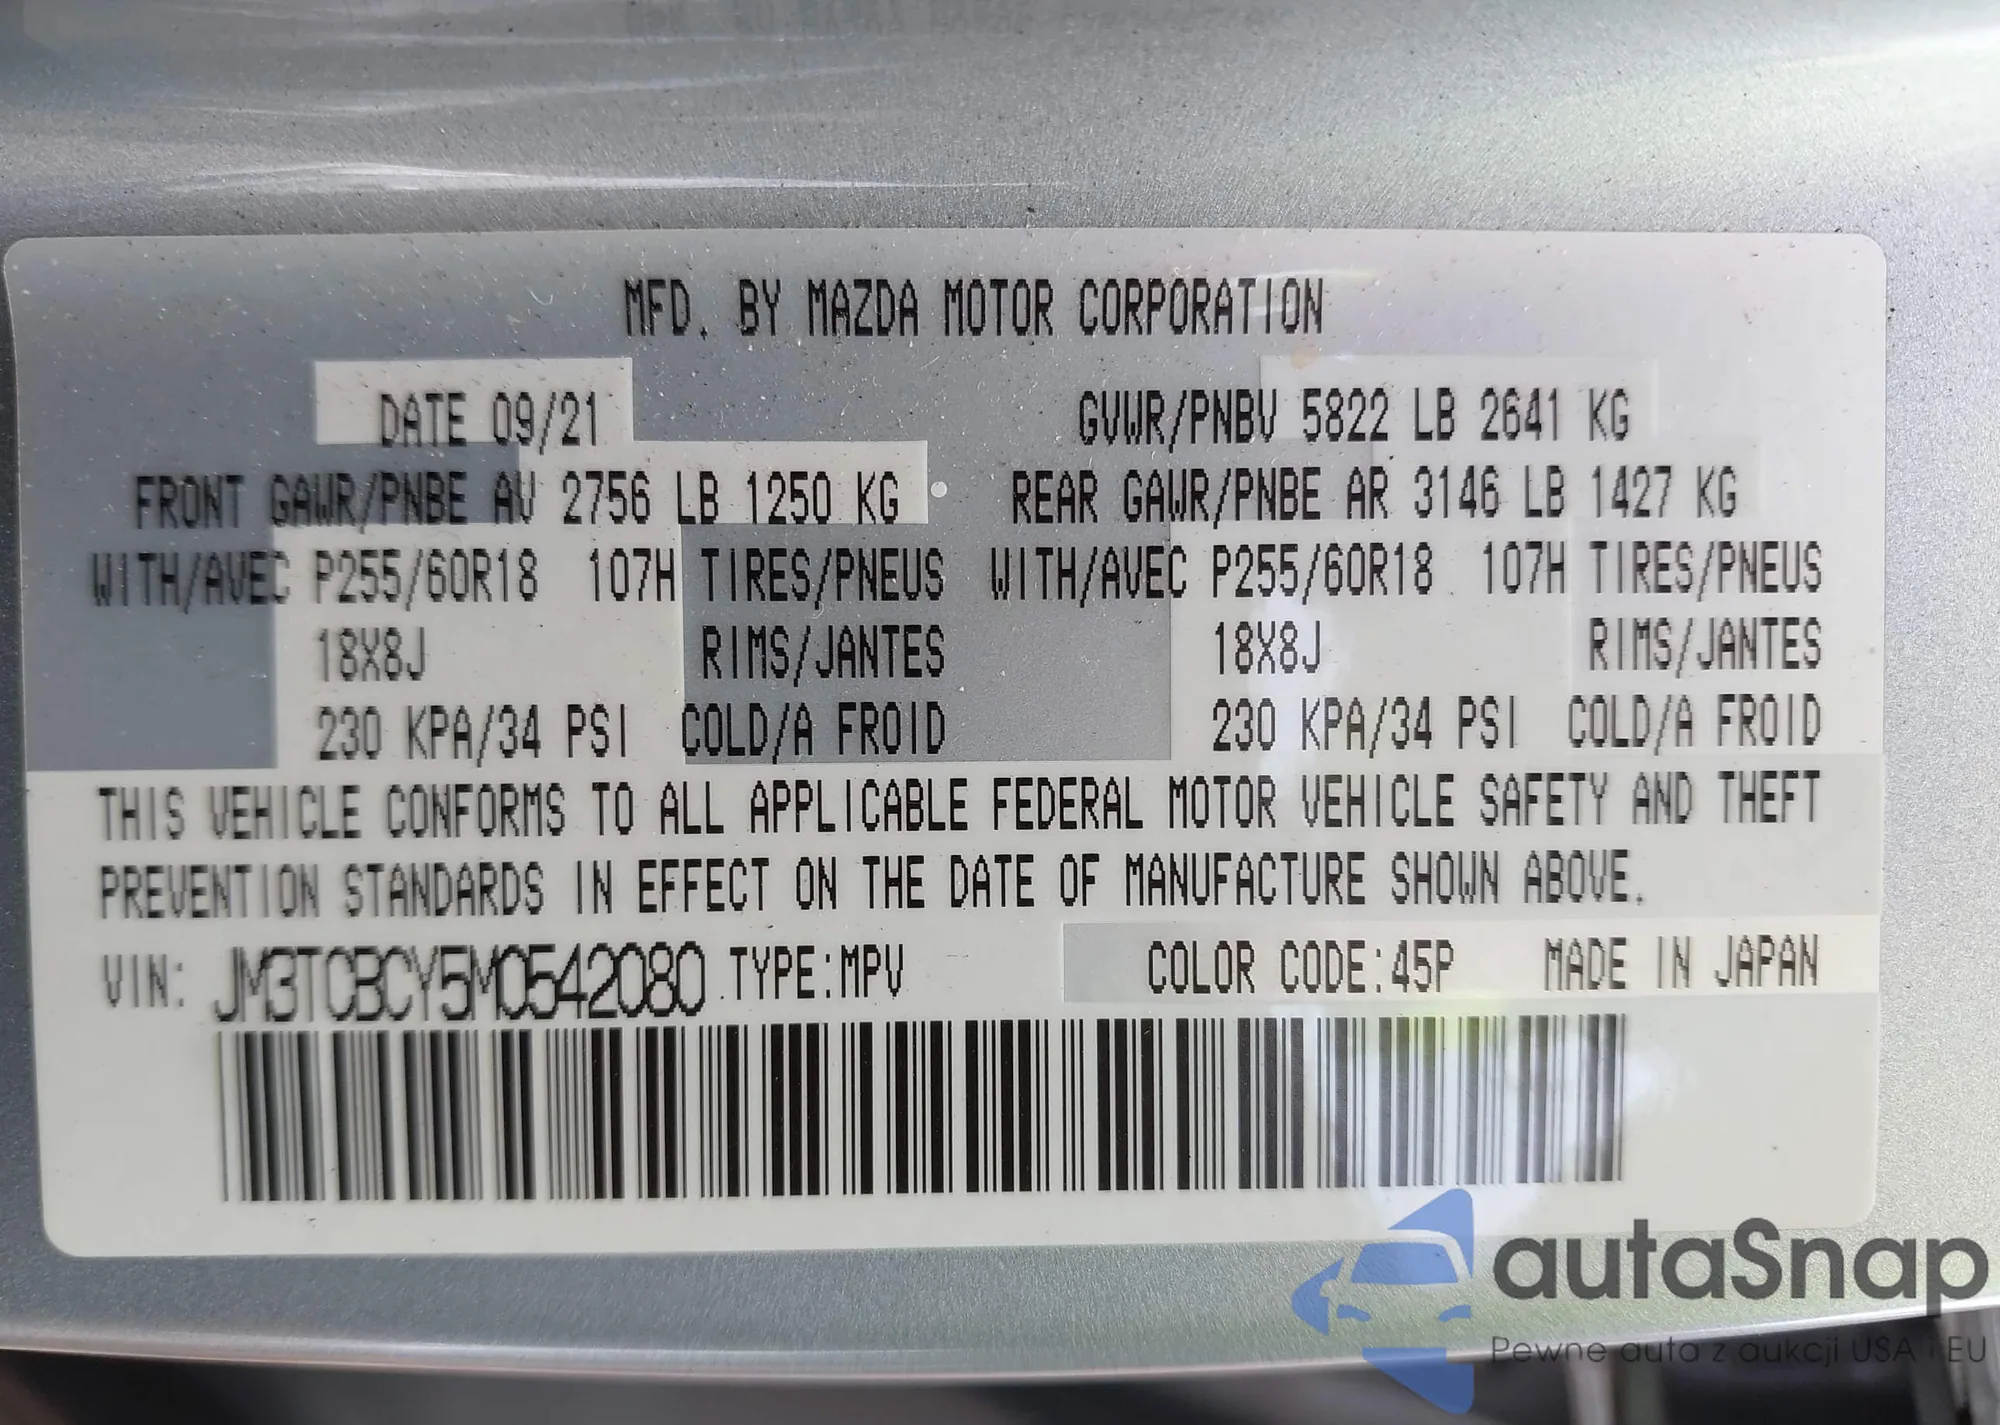 MFD. BY MAZDA MOTOR CORPORATION
DATE 09/21 GVWR/PNBV 5822 LB 2641 KG
FRONT GAWR/PNBE AV 2756 LB 1250 KG REAR GAWR/PNBE AR 3146 LB 1427 KG
WITH/AVEC P255/60R18 107H TIRES/PNEUS WITH/AVEC P255/60R18 107H TIRES/PNEUS
18X8J RIMS/JANTES 18X8J RIMS/JANTES
230 KPA/34 PSI COLD/A FROID 230 KPA/34 PSI COLD/A FROID
THIS VEHICLE CONFORMS TO ALL APPLICABLE FEDERAL MOTOR VEHICLE SAFETY AND THEFT
PREVENTION STANDARDS IN EFFECT ON THE DATE OF MANUFACTURE SHOWN ABOVE.
VIN: JM3TCBCY5M0542080 TYPE:MPV COLOR CODE:45P MADE IN JAPAN
autaSnap
Pewne auta z aukcji USA i EU